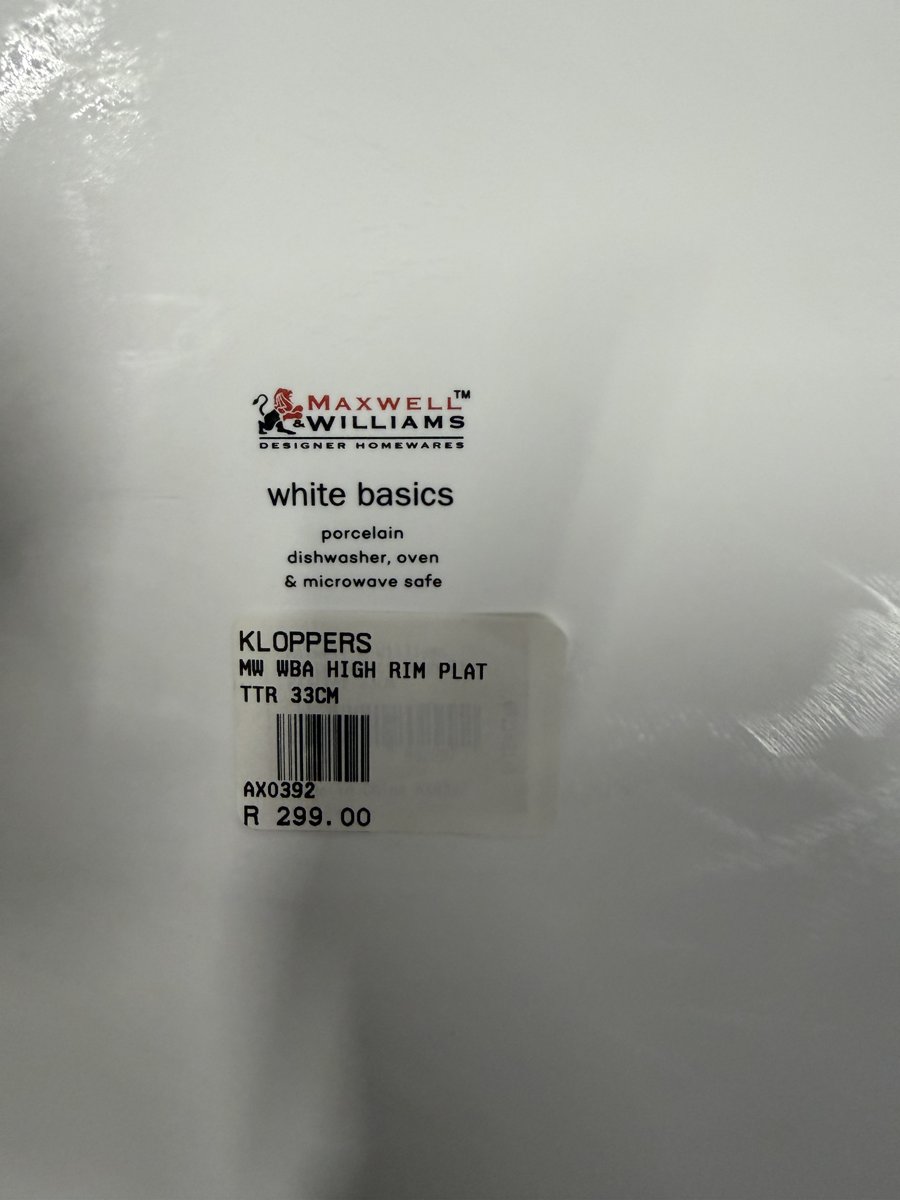 MAXWELL™
& WILLIAMS
DESIGNER HOMEWARES
white basics
porcelain
dishwasher, oven
& microwave safe
KLOPPERS
MW WBA HIGH RIM PLAT
TTR 33CM
AX0392
R 299.00